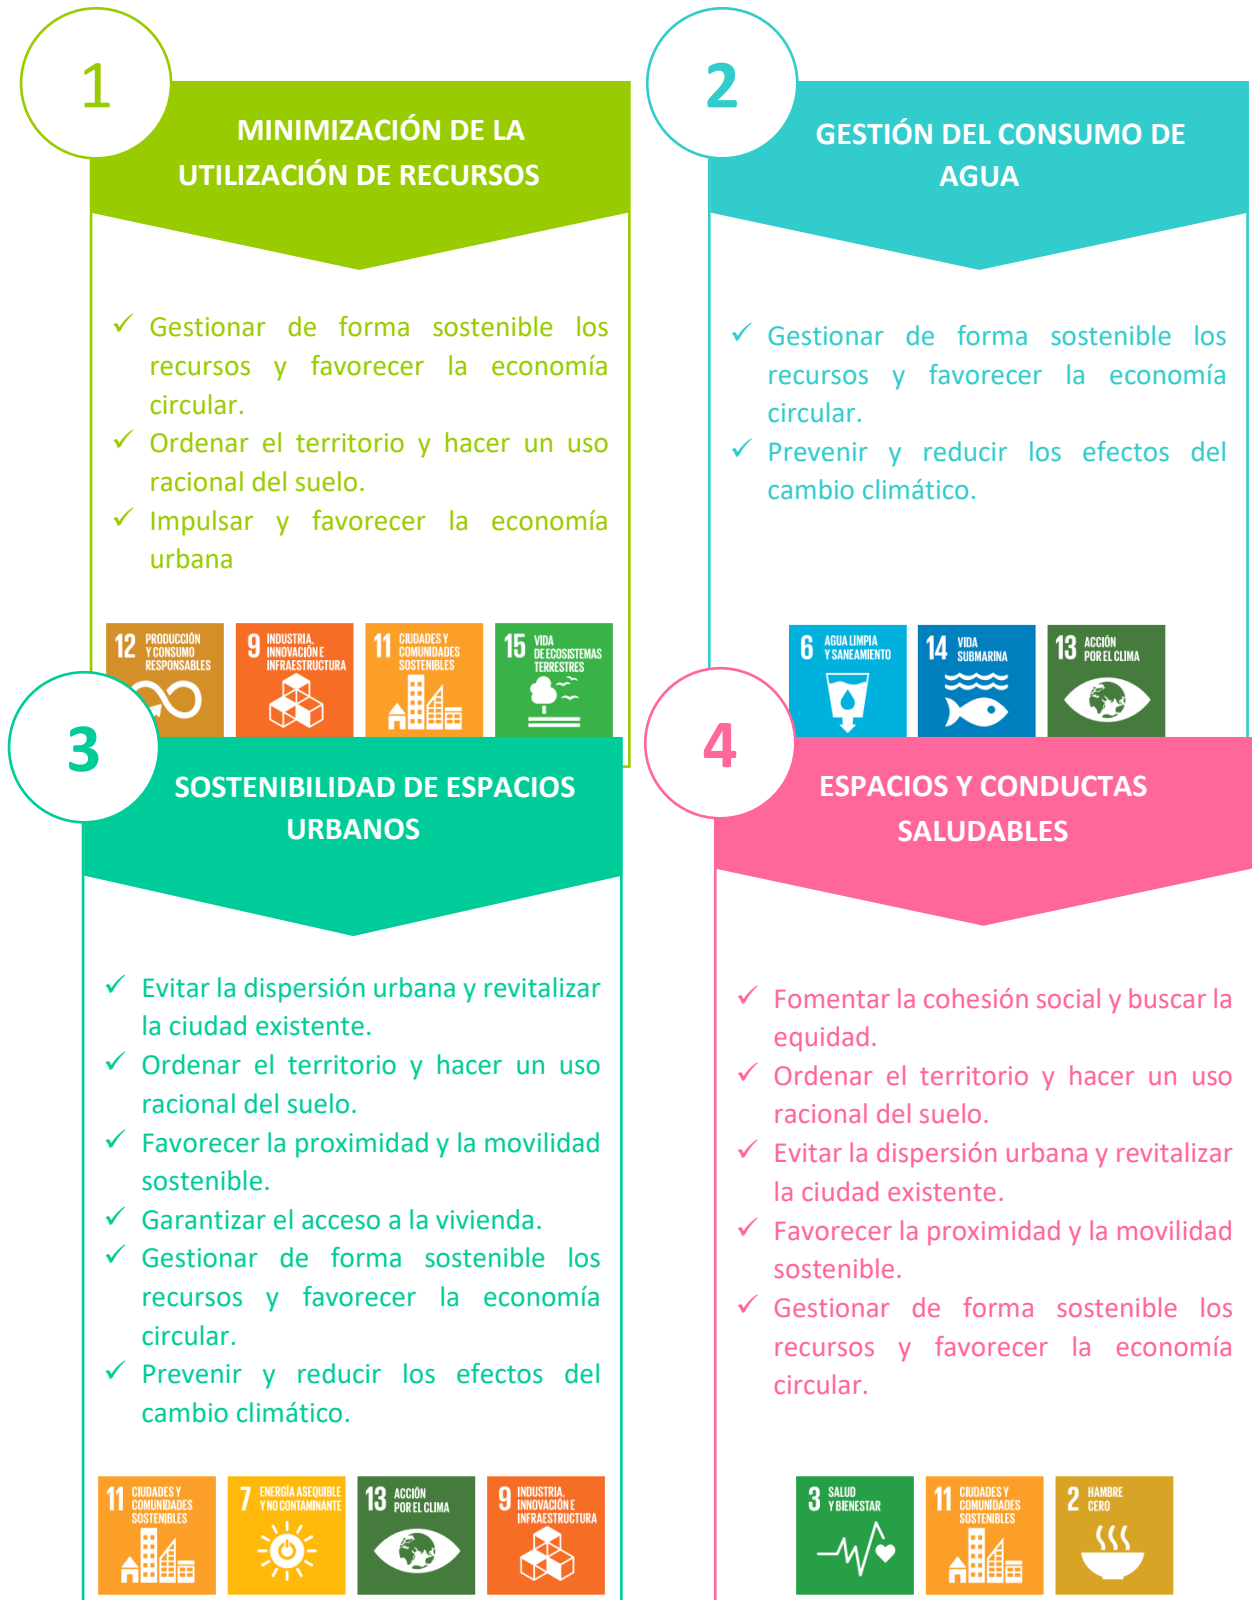 1
MINIMIZACIÓN DE LA
UTILIZACIÓN DE RECURSOS
✓ Gestionar de forma sostenible los
recursos y favorecer la economía
circular.
✓ Ordenar el territorio y hacer un uso
racional del suelo.
✓ Impulsar y favorecer la economía
urbana
12 PRODUCCIÓN
Y CONSUMO
RESPONSABLES
9 INDUSTRIA,
INNOVACIÓN E
INFRAESTRUCTURA
11 CIUDADES Y
COMUNIDADES
SOSTENIBLES
15 VIDA
DE ECOSISTEMAS
TERRESTRES
2
GESTIÓN DEL CONSUMO DE
AGUA
✓ Gestionar de forma sostenible los
recursos y favorecer la economía
circular.
✓ Prevenir y reducir los efectos del
cambio climático.
6 AGUA LIMPIA
Y SANEAMIENTO
14 VIDA
SUBMARINA
13 ACCIÓN
POR EL CLIMA
3
SOSTENIBILIDAD DE ESPACIOS
URBANOS
✓ Evitar la dispersión urbana y revitalizar
la ciudad existente.
✓ Ordenar el territorio y hacer un uso
racional del suelo.
✓ Favorecer la proximidad y la movilidad
sostenible.
✓ Garantizar el acceso a la vivienda.
✓ Gestionar de forma sostenible los
recursos y favorecer la economía
circular.
✓ Prevenir y reducir los efectos del
cambio climático.
11 CIUDADES Y
COMUNIDADES
SOSTENIBLES
7 ENERGÍA ASEQUIBLE
Y NO CONTAMINANTE
13 ACCIÓN
POR EL CLIMA
9 INDUSTRIA,
INNOVACIÓN E
INFRAESTRUCTURA
4
ESPACIOS Y CONDUCTAS
SALUDABLES
✓ Fomentar la cohesión social y buscar la
equidad.
✓ Ordenar el territorio y hacer un uso
racional del suelo.
✓ Evitar la dispersión urbana y revitalizar
la ciudad existente.
✓ Favorecer la proximidad y la movilidad
sostenible.
✓ Gestionar de forma sostenible los
recursos y favorecer la economía
circular.
3 SALUD
Y BIENESTAR
11 CIUDADES Y
COMUNIDADES
SOSTENIBLES
2 HAMBRE
CERO